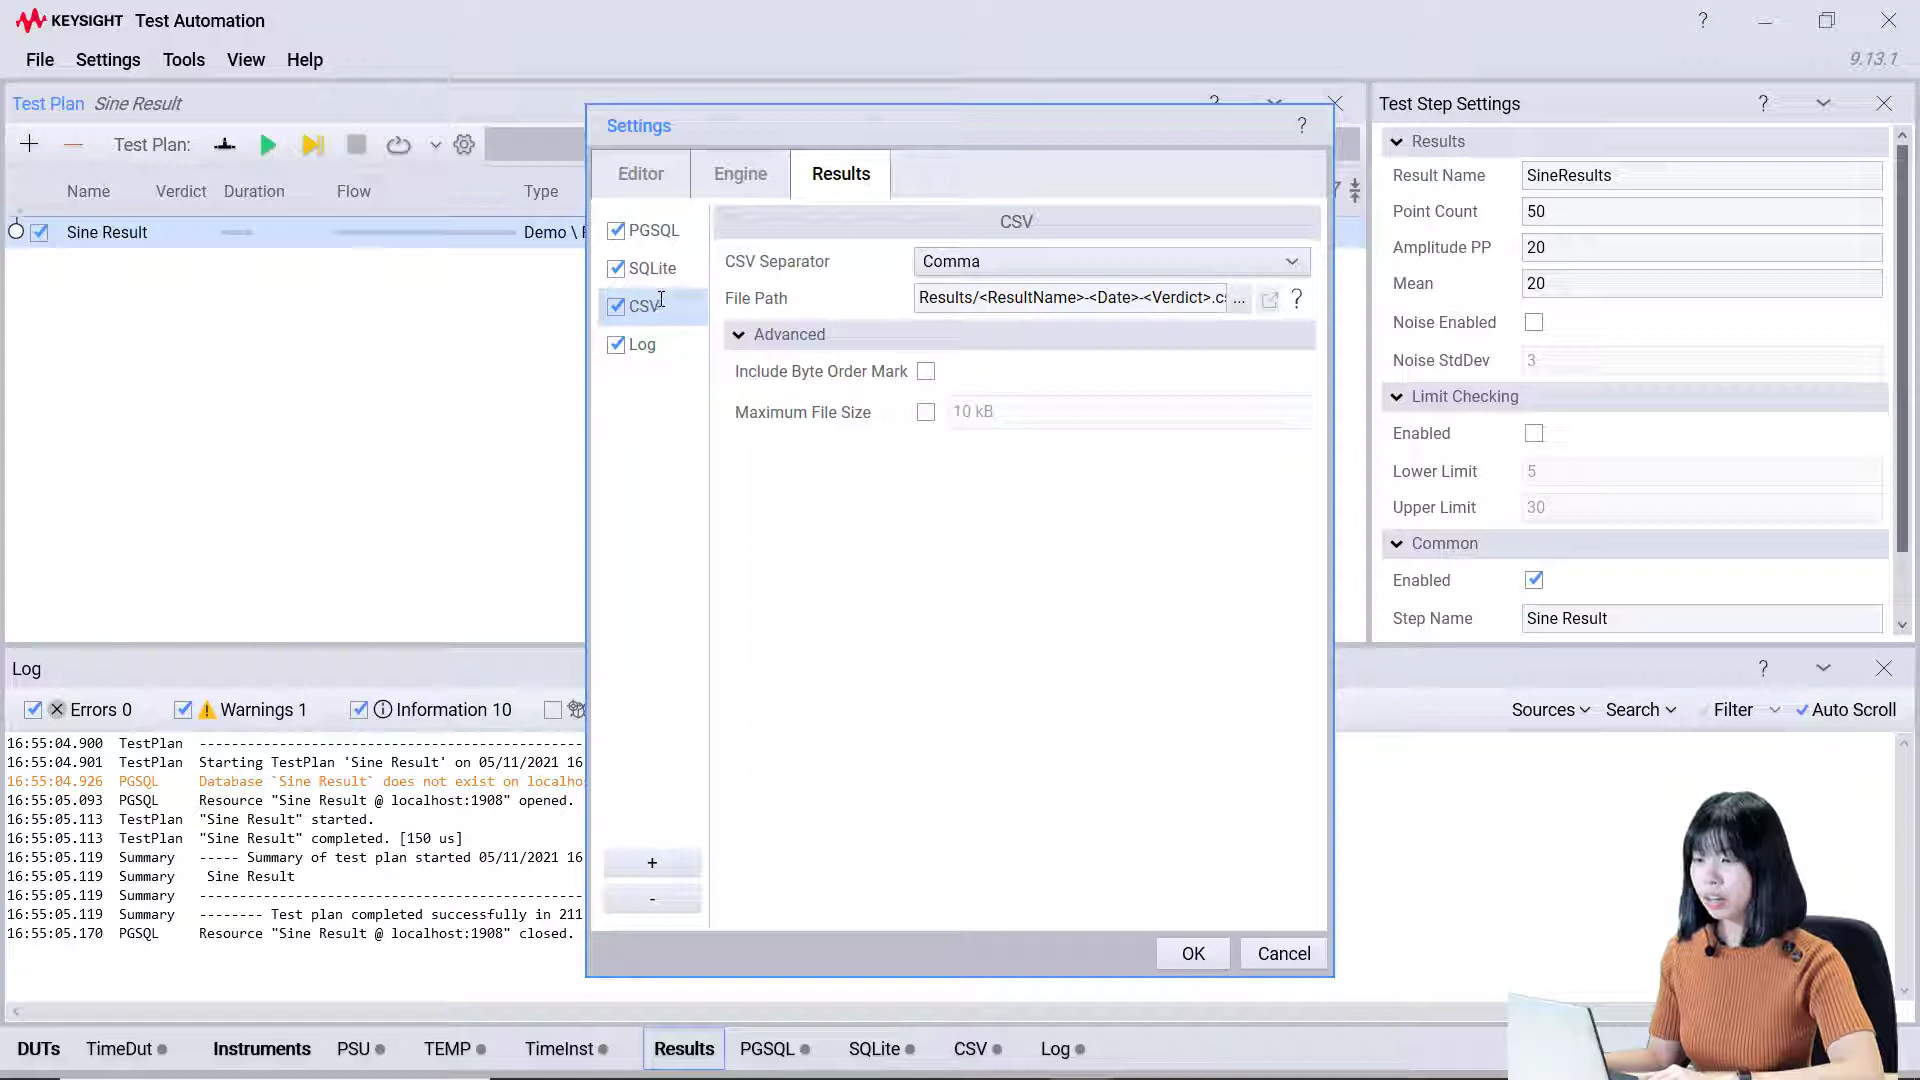 KEYSIGHT Test Automation
?
File Settings Tools View Help
9.13.1
Test Plan Sine Result
?
Test Plan:
Name Verdict Duration Flow Type
Sine Result
Demo \
Settings
?
Editor Engine Results
PGSQL
SQLite
CSV
Log
+
-
CSV
CSV Separator Comma
File Path Results/<ResultName>-<Date>-<Verdict>.cs ... ?
Advanced
Include Byte Order Mark
Maximum File Size 10 kB
OK Cancel
Test Step Settings ?
Results
Result Name SineResults
Point Count 50
Amplitude PP 20
Mean 20
Noise Enabled
Noise StdDev 3
Limit Checking
Enabled
Lower Limit 5
Upper Limit 30
Common
Enabled
Step Name Sine Result
Log ?
Errors 0 Warnings 1 Information 10
Sources Search Filter Auto Scroll
16:55:04.900 TestPlan ------------------------------------------------
16:55:04.901 TestPlan Starting TestPlan 'Sine Result' on 05/11/2021 16
16:55:04.926 PGSQL Database `Sine Result` does not exist on localho
16:55:05.093 PGSQL Resource "Sine Result @ localhost:1908" opened.
16:55:05.113 TestPlan "Sine Result" started.
16:55:05.113 TestPlan "Sine Result" completed. [150 us]
16:55:05.119 Summary ----- Summary of test plan started 05/11/2021 16
16:55:05.119 Summary Sine Result
16:55:05.119 Summary ------------------------------------------------
16:55:05.119 Summary -------- Test plan completed successfully in 211
16:55:05.170 PGSQL Resource "Sine Result @ localhost:1908" closed.
DUTs TimeDut Instruments PSU TEMP TimeInst Results PGSQL SQLite CSV Log